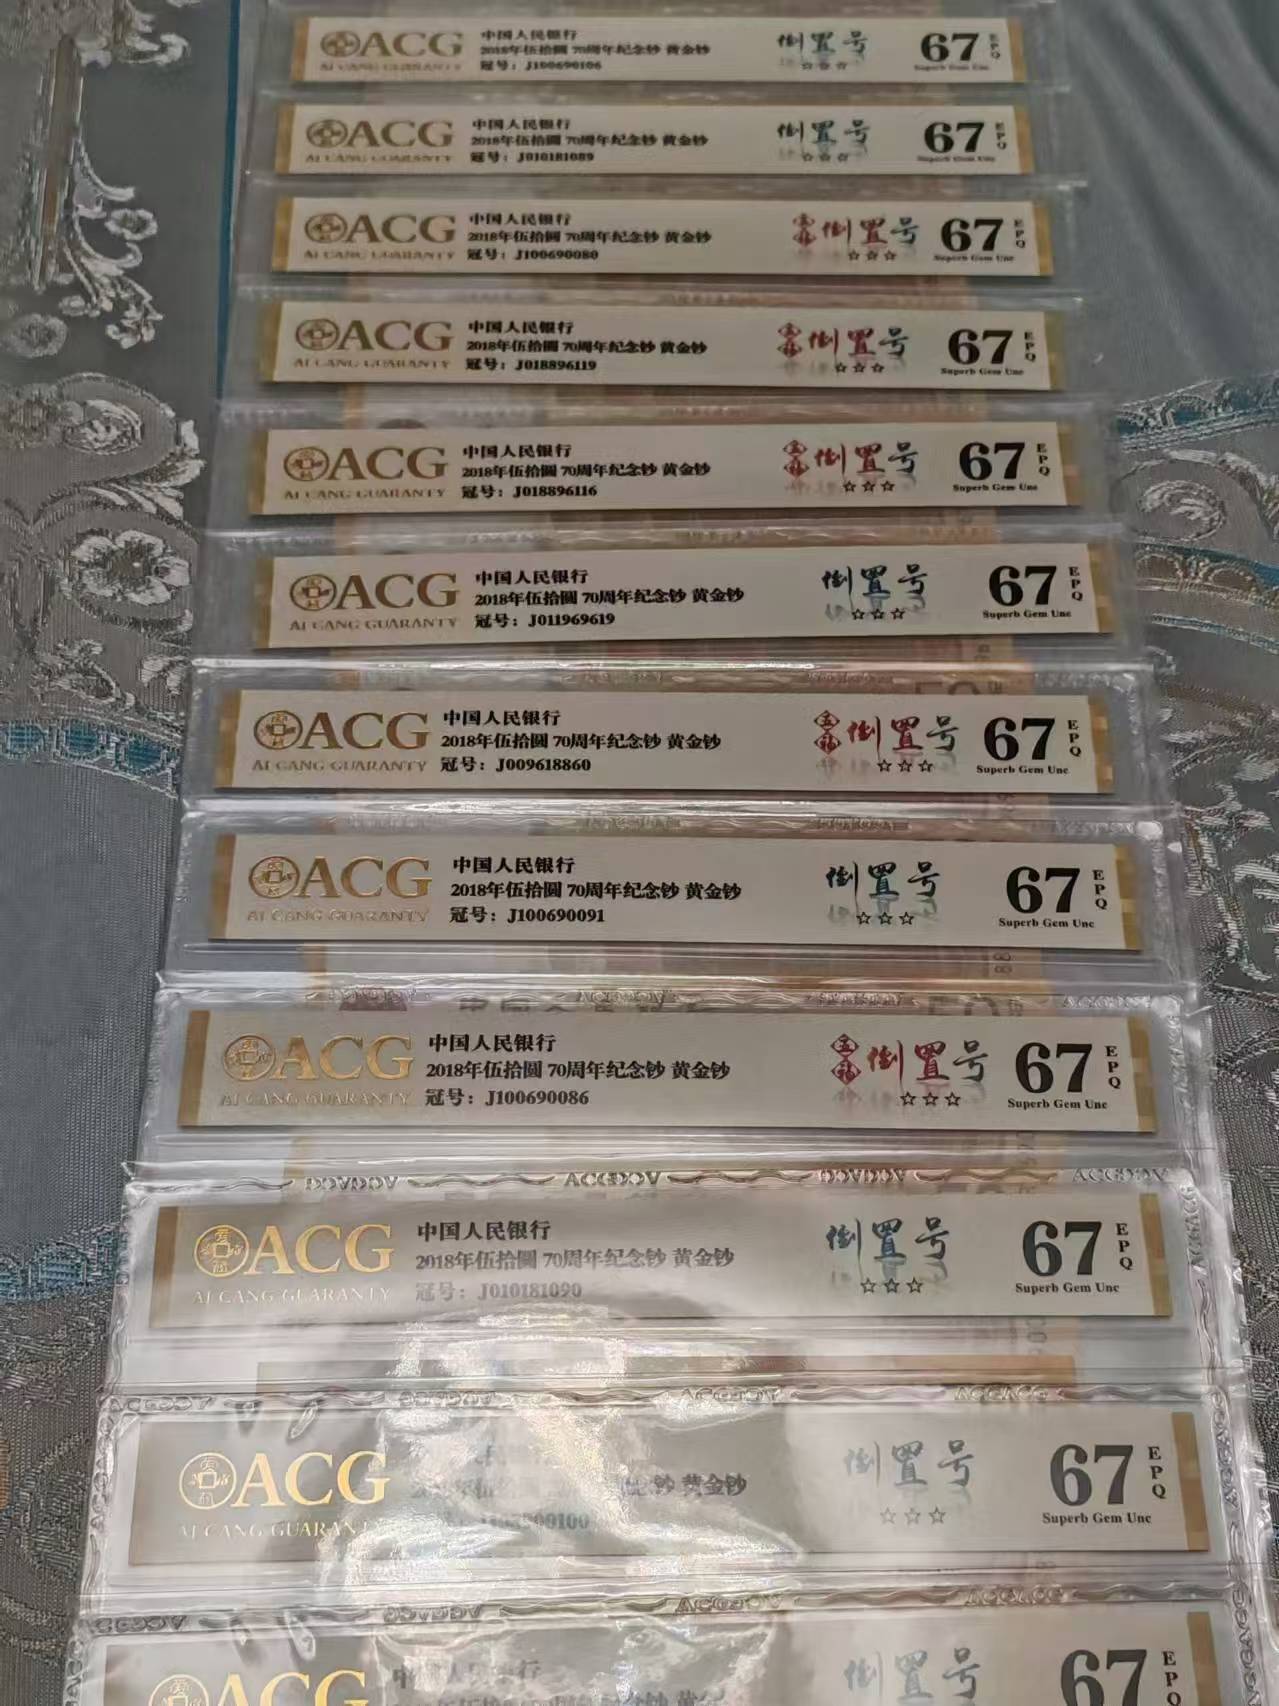 ACG
AI CANG GUARANTY
中国人民银行
2018年伍拾圆 70周年纪念钞 黄金钞
冠号：J100690106
倒置号
☆☆☆
67
EPQ
Superb Gem Unc
ACG
AI CANG GUARANTY
中国人民银行
2018年伍拾圆 70周年纪念钞 黄金钞
冠号：J010181089
倒置号
☆☆☆
67
EPQ
Superb Gem Unc
ACG
AI CANG GUARANTY
中国人民银行
2018年伍拾圆 70周年纪念钞 黄金钞
冠号：J100690080
五福
倒置号
☆☆☆
67
EPQ
Superb Gem Unc
ACG
AI CANG GUARANTY
中国人民银行
2018年伍拾圆 70周年纪念钞 黄金钞
冠号：J018896119
五福
倒置号
☆☆☆
67
EPQ
Superb Gem Unc
ACG
AI CANG GUARANTY
中国人民银行
2018年伍拾圆 70周年纪念钞 黄金钞
冠号：J018896116
五福
倒置号
☆☆☆
67
EPQ
Superb Gem Unc
ACG
AI CANG GUARANTY
中国人民银行
2018年伍拾圆 70周年纪念钞 黄金钞
冠号：J011969619
倒置号
☆☆☆
67
EPQ
Superb Gem Unc
ACG
AI CANG GUARANTY
中国人民银行
2018年伍拾圆 70周年纪念钞 黄金钞
冠号：J009618860
五福
倒置号
☆☆☆
67
EPQ
Superb Gem Unc
ACG
AI CANG GUARANTY
中国人民银行
2018年伍拾圆 70周年纪念钞 黄金钞
冠号：J100690091
倒置号
☆☆☆
67
EPQ
Superb Gem Unc
ACG
AI CANG GUARANTY
中国人民银行
2018年伍拾圆 70周年纪念钞 黄金钞
冠号：J100690086
五福
倒置号
☆☆☆
67
EPQ
Superb Gem Unc
ACG
AI CANG GUARANTY
中国人民银行
2018年伍拾圆 70周年纪念钞 黄金钞
冠号：J010181090
倒置号
☆☆☆
67
EPQ
Superb Gem Unc
ACG
AI CANG
钞 黄金钞
倒置号
☆☆☆
67
EPQ
Superb Gem Unc
ACG
中国人民银行
倒置号
67
EPQ